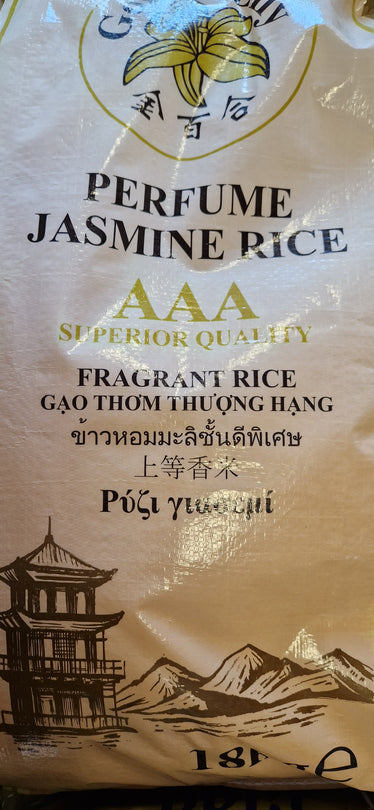 金百合
PERFUME
JASMINE RICE
AAA
SUPERIOR QUALITY
FRAGRANT RICE
GẠO THƠM THƯỢNG HẠNG
ข้าวหอมมะลิชั้นดีพิเศษ
上等香米
Ρύζι γιασεμί